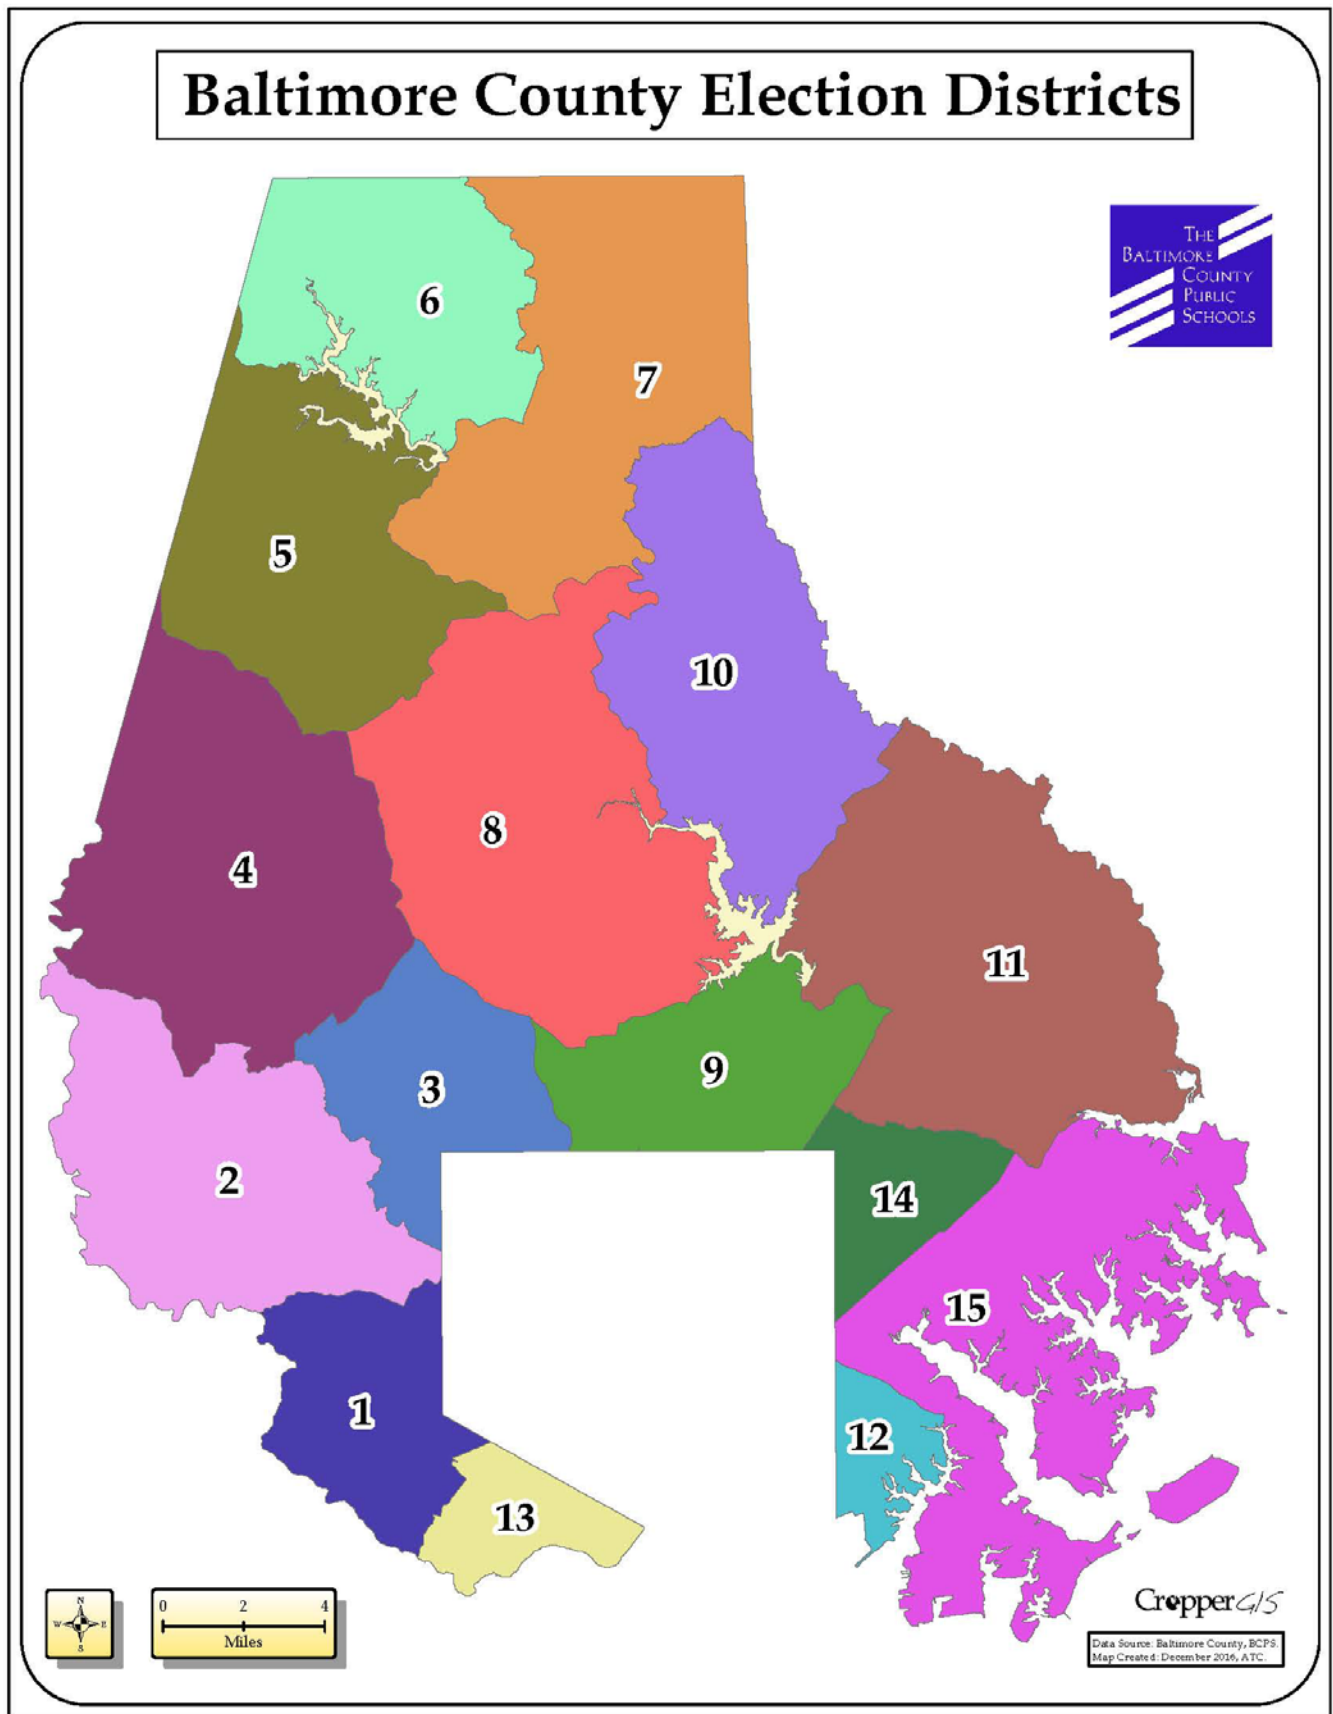 Baltimore County Election Districts
THE
BALTIMORE
COUNTY
PUBLIC
SCHOOLS
6
7
5
10
8
4
11
9
3
2
14
15
1
12
13
N
W E
S
0 2 4
Miles
Cropper GIS
Data Source: Baltimore County, BCPS.
Map Created: December 2016, ATC.